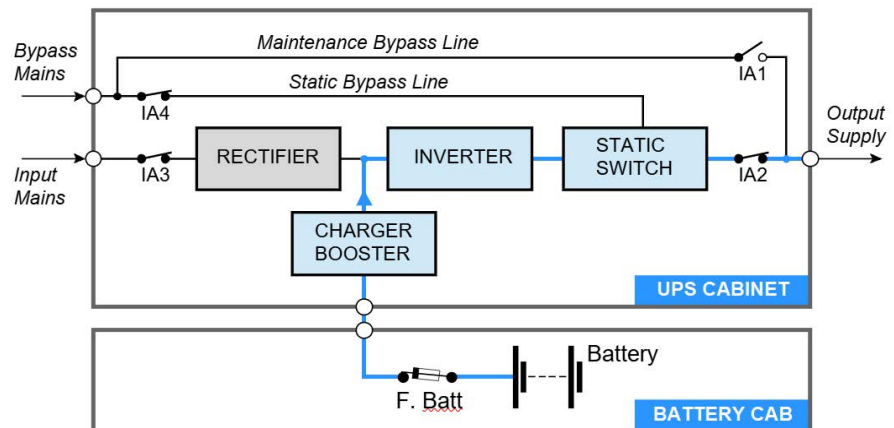 Bypass
Mains
Maintenance Bypass Line
IA1
Static Bypass Line
IA4
Output
Supply
RECTIFIER
INVERTER
STATIC
SWITCH
Input
Mains
IA3
IA2
CHARGER
BOOSTER
UPS CABINET
Battery
F. Batt
BATTERY CAB